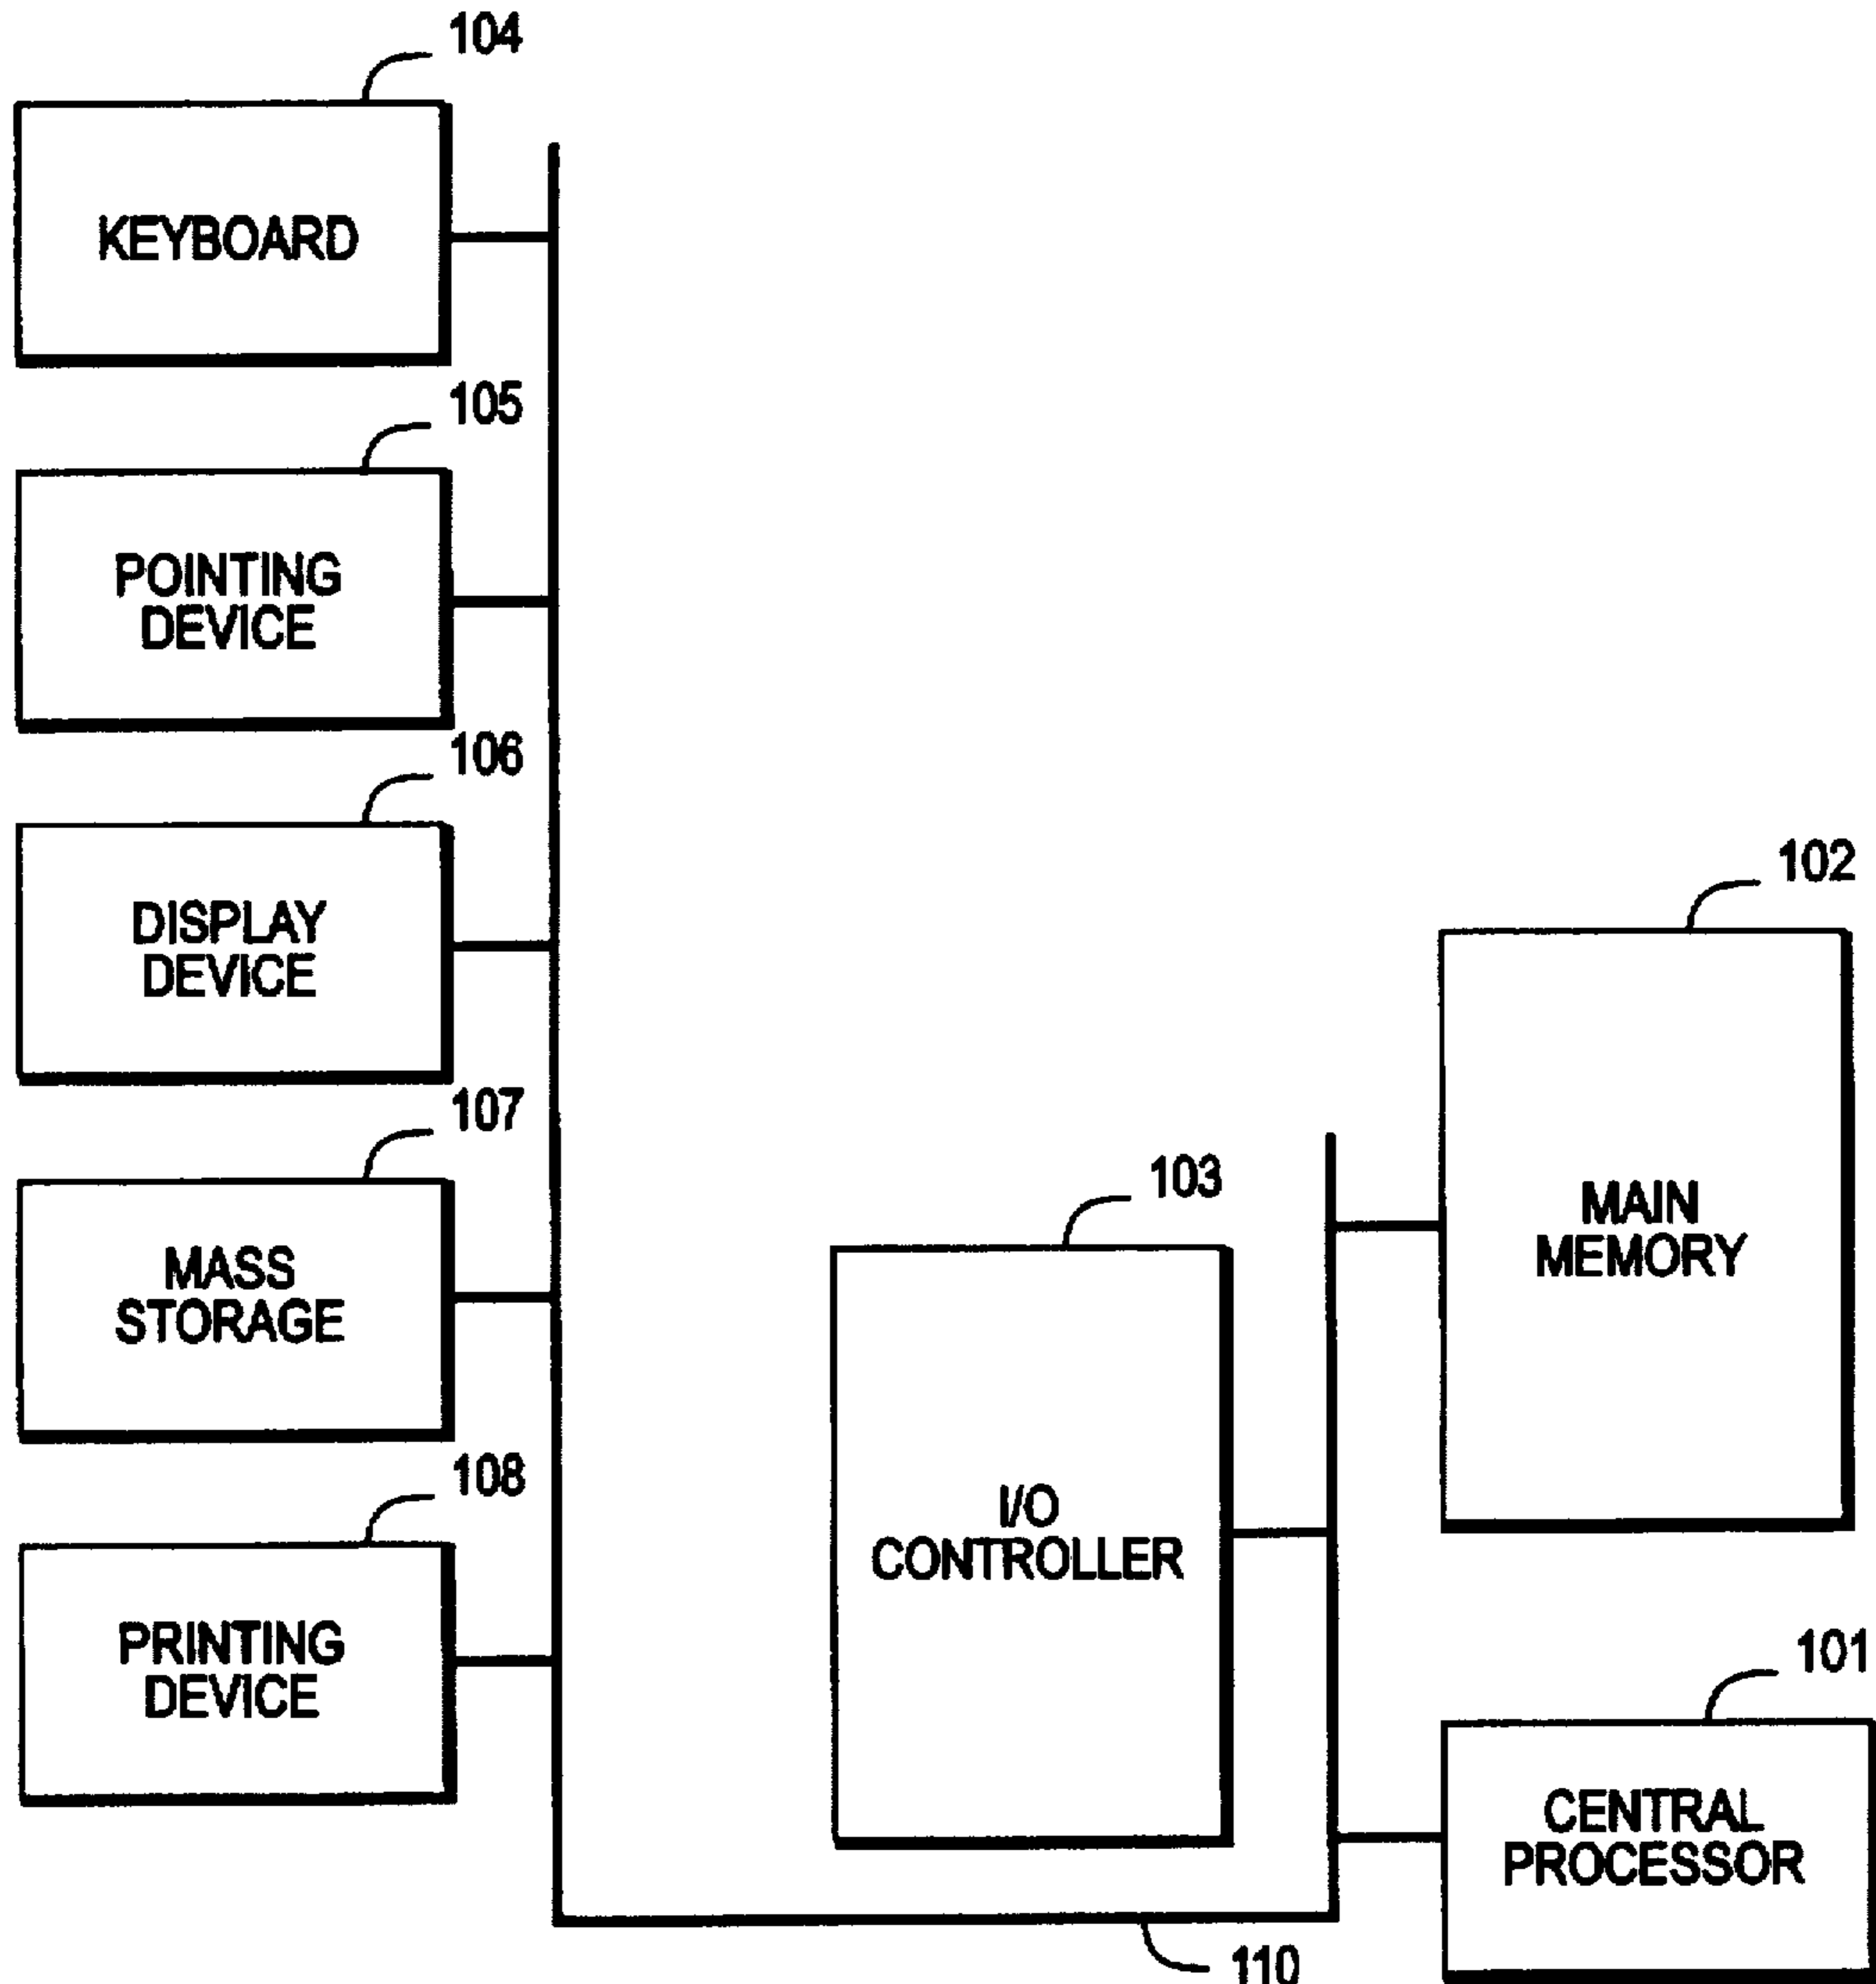 104
KEYBOARD
105
POINTING
DEVICE
106
DISPLAY
DEVICE
107
MASS
STORAGE
108
PRINTING
DEVICE
103
I/O
CONTROLLER
102
MAIN
MEMORY
101
CENTRAL
PROCESSOR
110